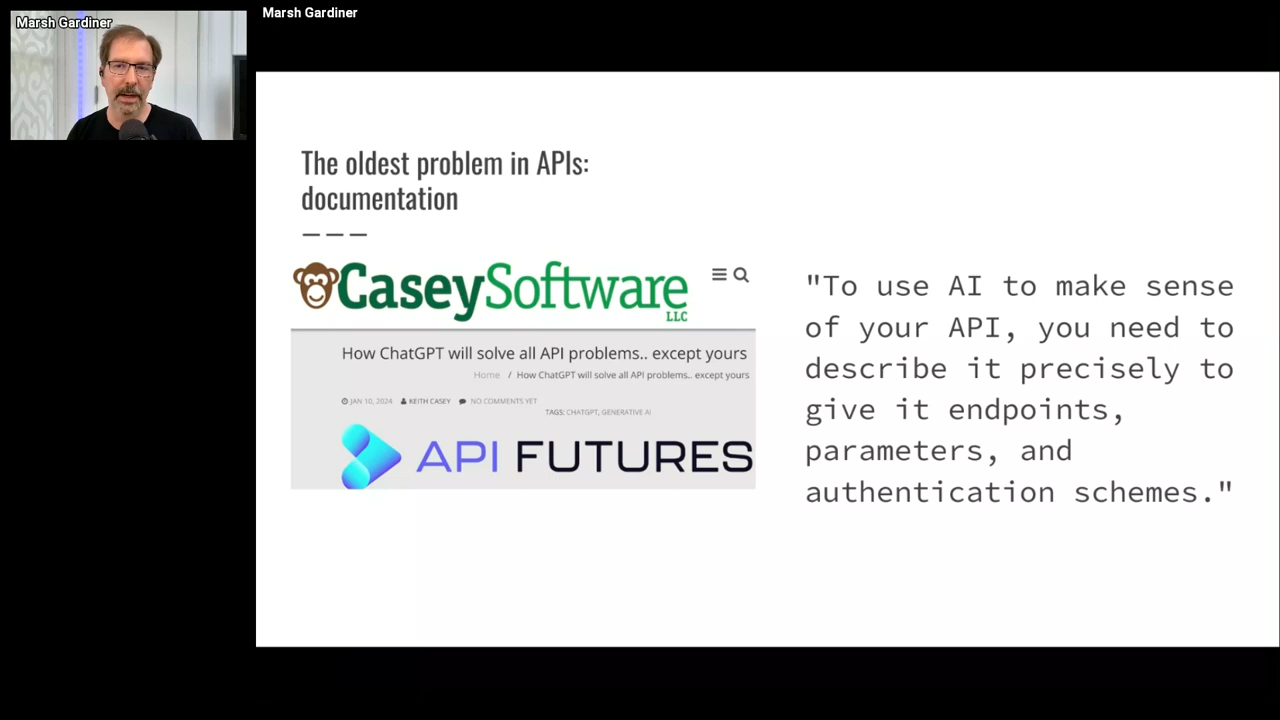 Marsh Gardiner
Marsh Gardiner
The oldest problem in APIs:
documentation
CaseySoftware
LLC
How ChatGPT will solve all API problems.. except yours
Home / How ChatGPT will solve all API problems.. except yours
JAN 10, 2024 KEITH CASEY NO COMMENTS YET
TAGS: CHATGPT, GENERATIVE AI
API FUTURES
"To use AI to make sense
of your API, you need to
describe it precisely to
give it endpoints,
parameters, and
authentication schemes."